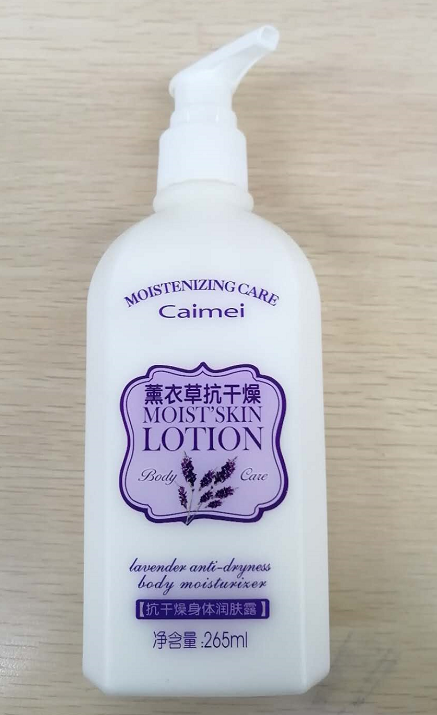 MOISTENIZING CARE
Caimei
薰衣草抗干燥
MOIST'SKIN
LOTION
Body Care
lavender anti-dryness
body moisturizer
【抗干燥身体润肤露】
净含量:265ml